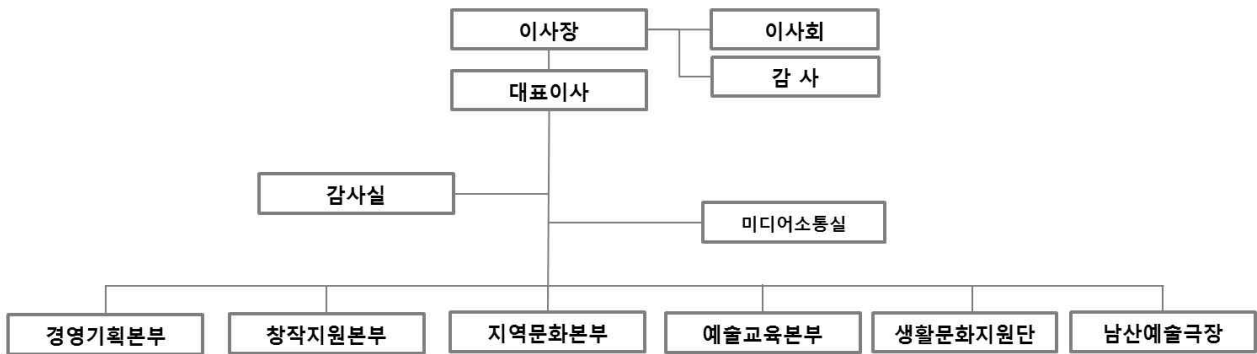 이사장
이사회
감 사
대표이사
감사실
미디어소통실
경영기획본부
창작지원본부
지역문화본부
예술교육본부
생활문화지원단
남산예술극장